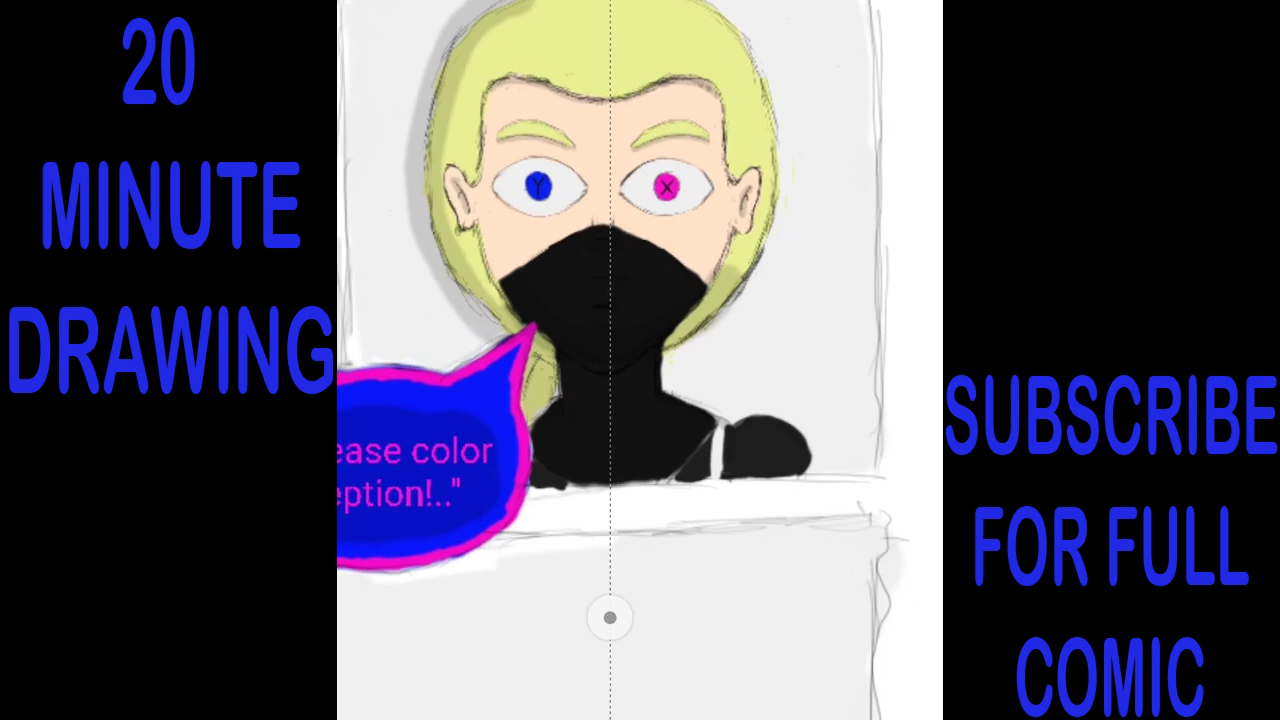 20
MINUTE
DRAWING
Y
X
ease color
eption!.."
SUBSCRIBE
FOR FULL
COMIC